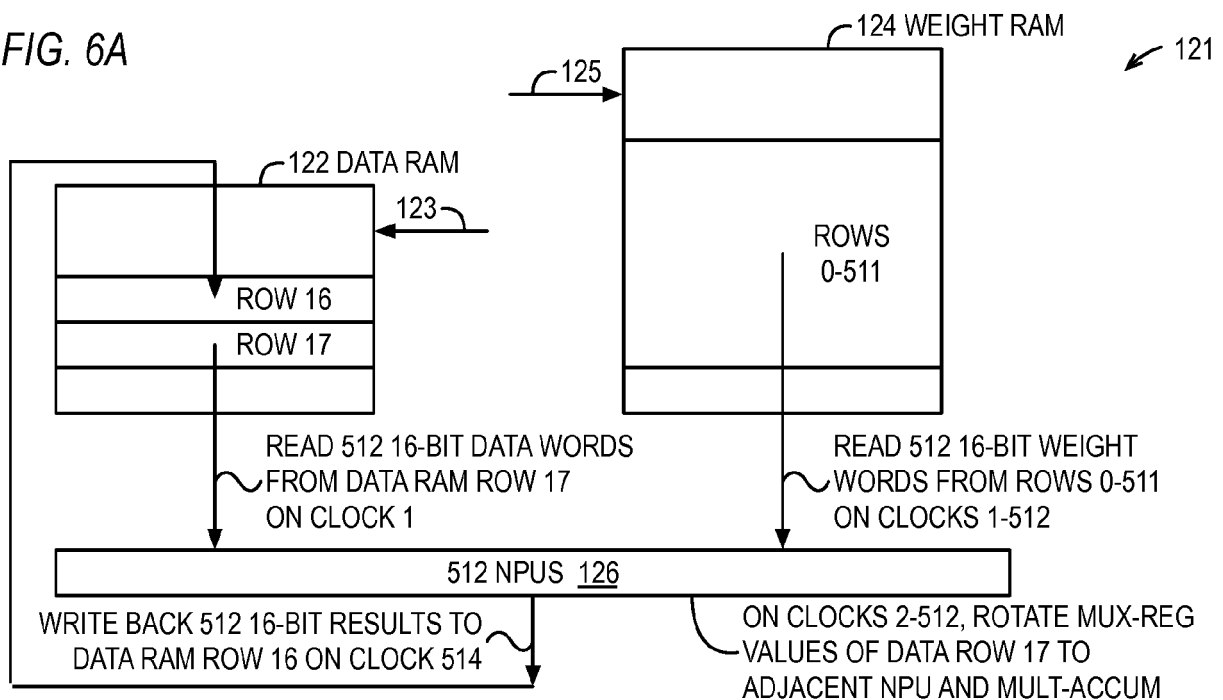 FIG. 6A
124 WEIGHT RAM
121
125
122 DATA RAM
123
ROWS
0-511
ROW 16
ROW 17
READ 512 16-BIT DATA WORDS
FROM DATA RAM ROW 17
ON CLOCK 1
READ 512 16-BIT WEIGHT
WORDS FROM ROWS 0-511
ON CLOCKS 1-512
512 NPUS 126
WRITE BACK 512 16-BIT RESULTS TO
DATA RAM ROW 16 ON CLOCK 514
ON CLOCKS 2-512, ROTATE MUX-REG
VALUES OF DATA ROW 17 TO
ADJACENT NPU AND MULT-ACCUM